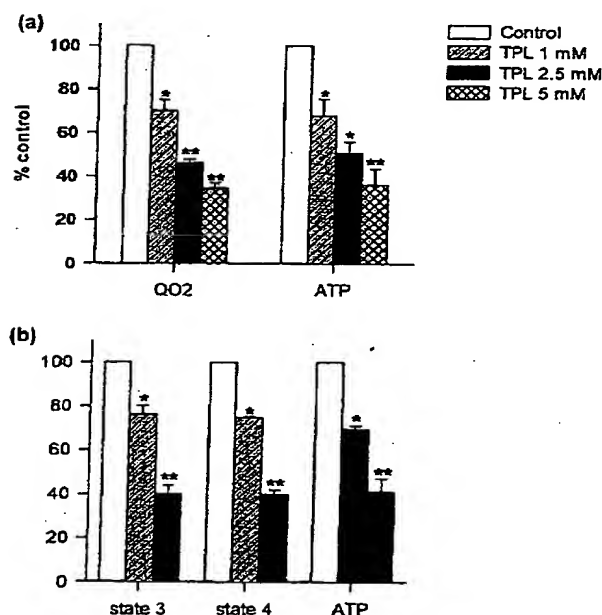 (a)
100
80
60
40
20
0
% control
*
**
**
*
*
**
QO2
ATP
Control
TPL 1 mM
TPL 2.5 mM
TPL 5 mM
(b)
100
80
60
40
20
0
*
**
*
**
*
**
state 3
state 4
ATP